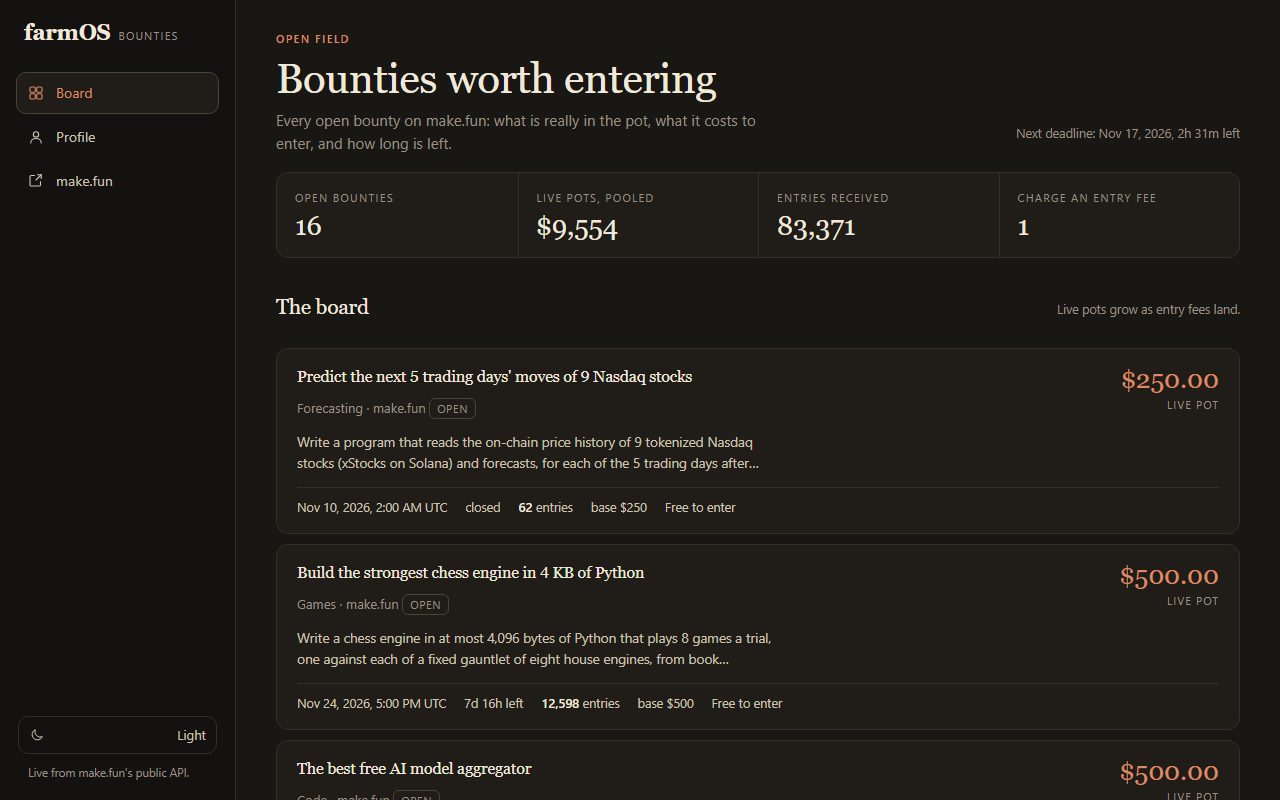 farmOS BOUNTIES
Board
Profile
make.fun
Light
Live from make.fun's public API.
OPEN FIELD
Bounties worth entering
Every open bounty on make.fun: what is really in the pot, what it costs to
enter, and how long is left.
Next deadline: Nov 17, 2026, 2h 31m left
OPEN BOUNTIES
16
LIVE POTS, POOLED
$9,554
ENTRIES RECEIVED
83,371
CHARGE AN ENTRY FEE
1
The board
Live pots grow as entry fees land.
Predict the next 5 trading days' moves of 9 Nasdaq stocks
$250.00
LIVE POT
Forecasting · make.fun OPEN
Write a program that reads the on-chain price history of 9 tokenized Nasdaq
stocks (xStocks on Solana) and forecasts, for each of the 5 trading days after...
Nov 10, 2026, 2:00 AM UTC closed 62 entries base $250 Free to enter
Build the strongest chess engine in 4 KB of Python
$500.00
LIVE POT
Games · make.fun OPEN
Write a chess engine in at most 4,096 bytes of Python that plays 8 games a trial,
one against each of a fixed gauntlet of eight house engines, from book...
Nov 24, 2026, 5:00 PM UTC 7d 16h left 12,598 entries base $500 Free to enter
The best free AI model aggregator
$500.00
LIVE POT
Code · make.fun OPEN